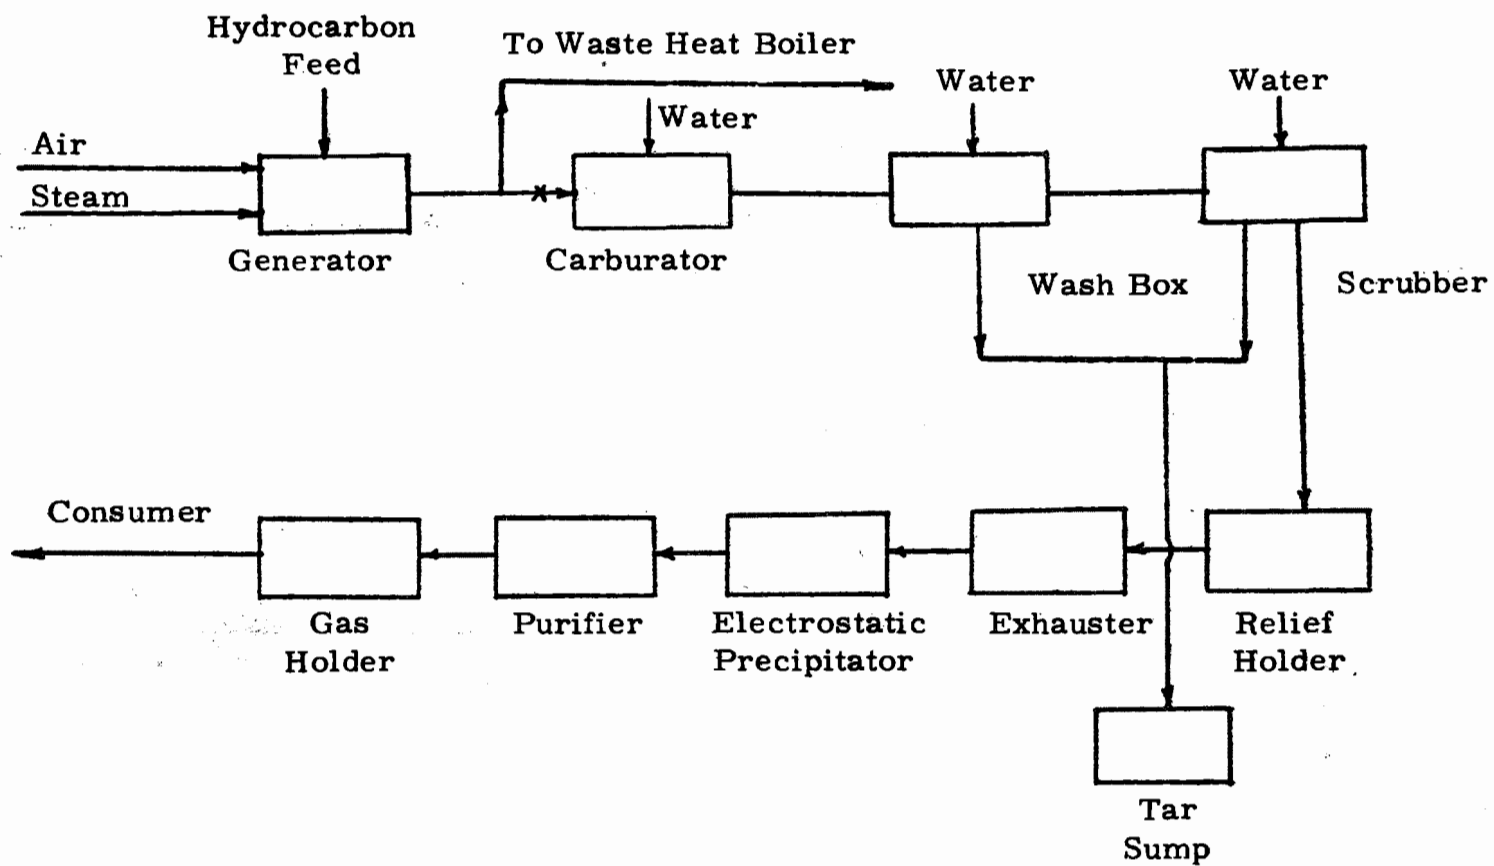 Hydrocarbon
Feed
To Waste Heat Boiler
Water
Water
Water
Air
Steam
Generator
Carburator
Wash Box
Scrubber
Consumer
Gas
Holder
Purifier
Electrostatic
Precipitator
Exhauster
Relief
Holder
Tar
Sump